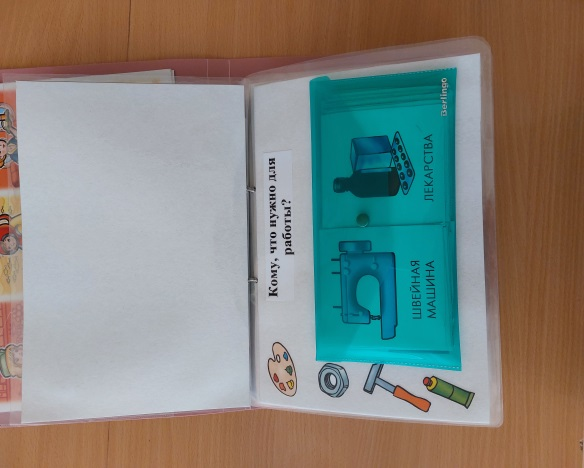 Кому, что нужно для
работы?
Berlingo
ШВЕЙНАЯ
МАШИНА
ЛЕКАРСТВА